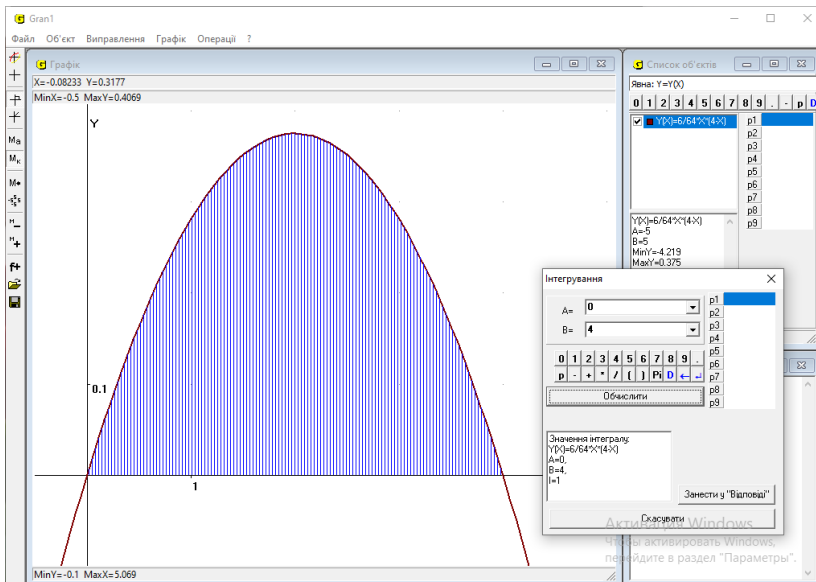 Gran1
Файл Об'єкт Виправлення Графік Операції ?
Графік
X=-0.08233 Y=0.3177
MinX=-0.5 MaxY=0.4069
Y
0.1
1
MinY=-0.1 MaxX=5.069
Mа
Mк
M
f+
Список об'єктів
Явна: Y=Y(X)
0 1 2 3 4 5 6 7 8 9 . - p D
Y(X)=6/64*X*(4-X)
p1
p2
p3
p4
p5
p6
p7
p8
p9
Y(X)=6/64*X*(4-X)
A=-5
B=5
MinY=-4.219
MaxY=0.375
Інтегрування
A= 0
B= 4
0 1 2 3 4 5 6 7 8 9 .
p - + * / ( ) Pi D ← ↵
Обчислити
p1
p2
p3
p4
p5
p6
p7
p8
p9
Значення інтегралу:
Y(X)=6/64*X*(4-X)
A=0,
B=4,
I=1
Занести у "Відповіді"
Скасувати
Активация Windows
Чтобы активировать Windows,
перейдите в раздел "Параметры".